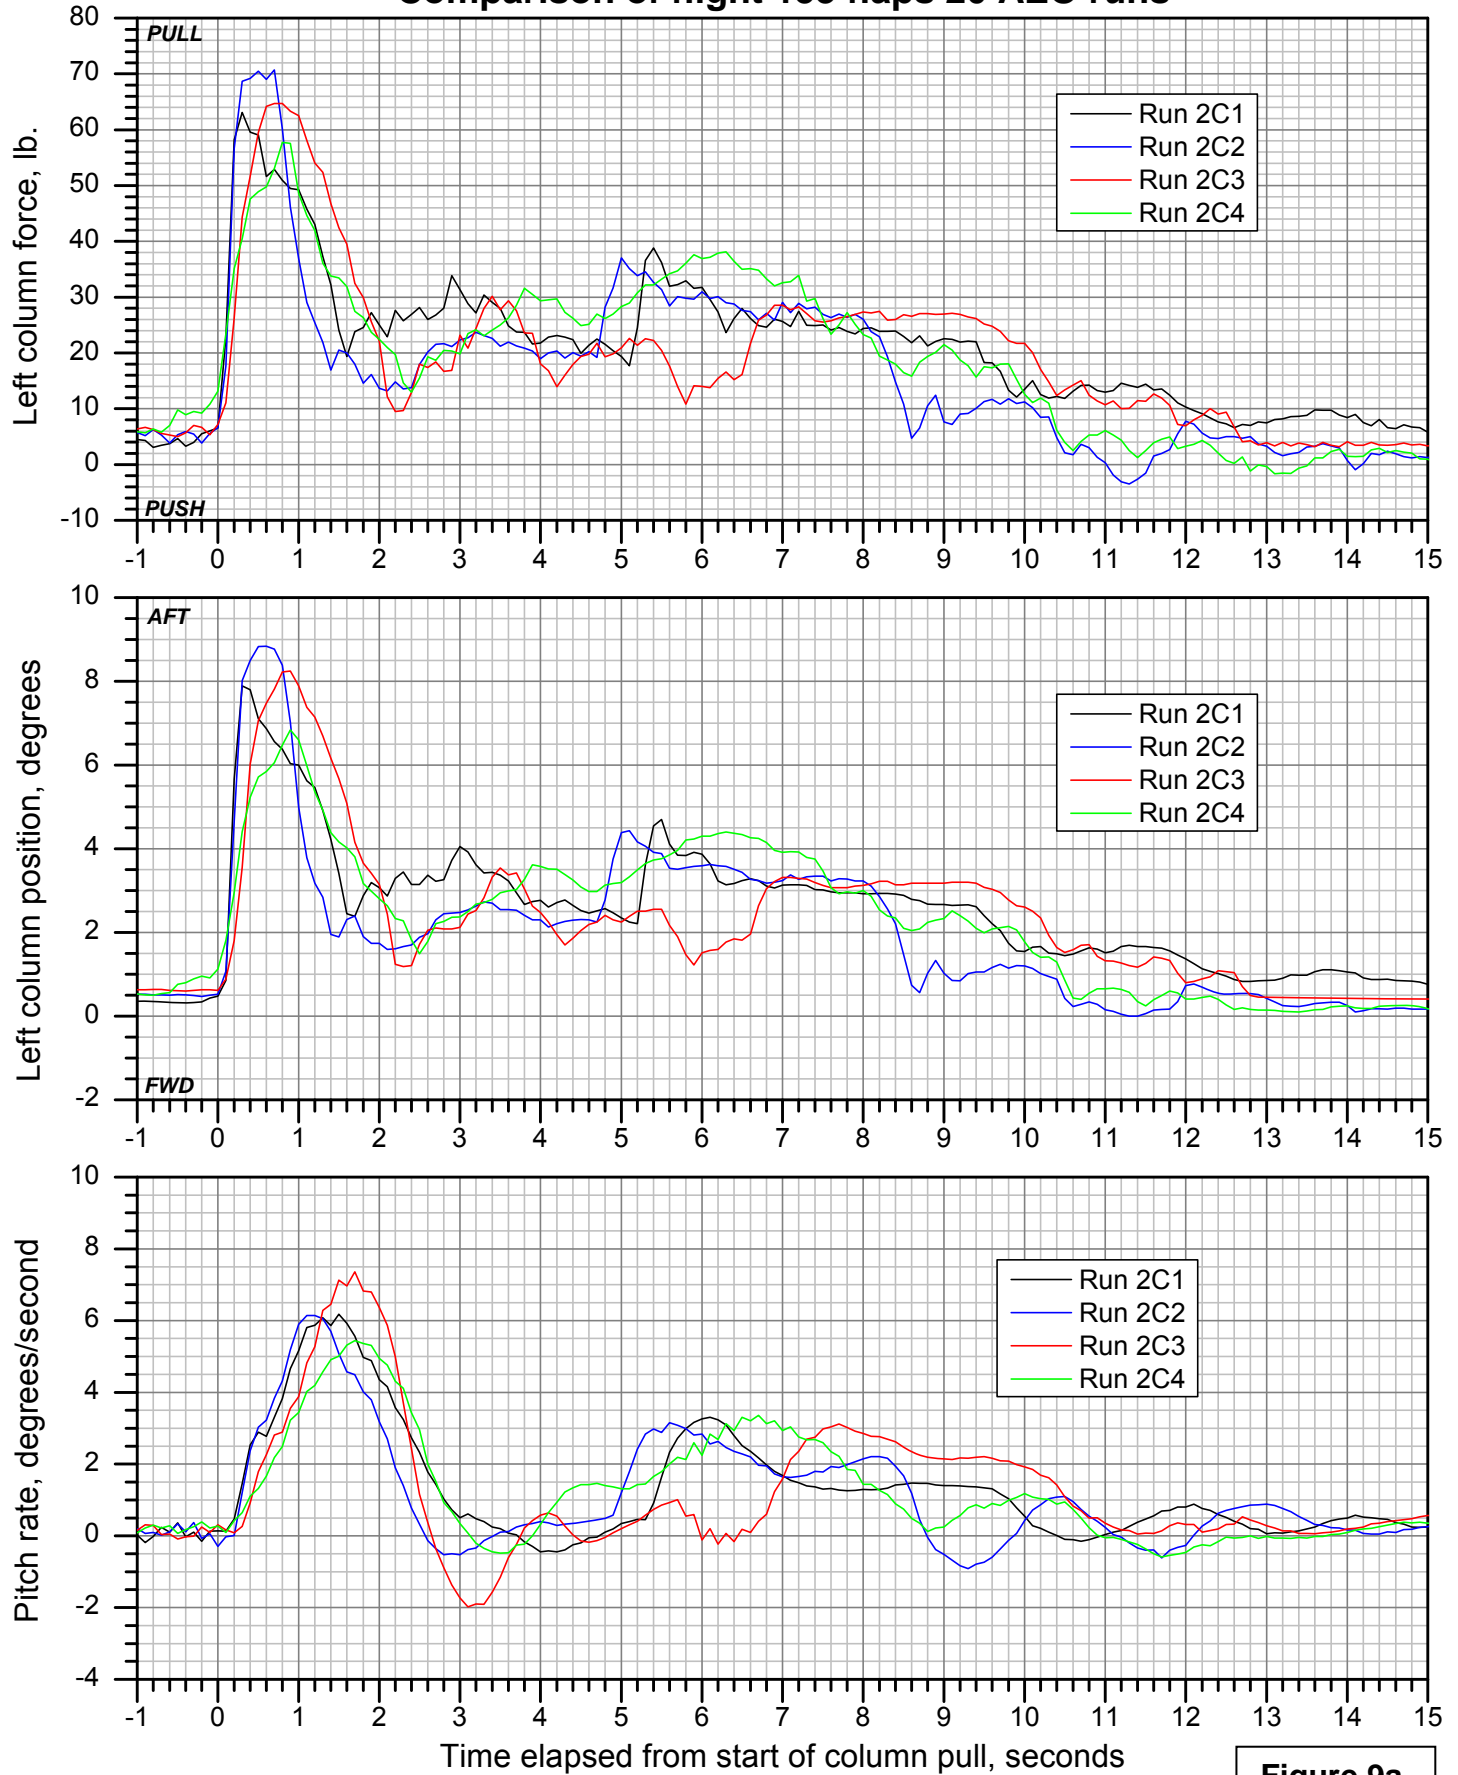 80
PULL
70
60
50
40
30
20
10
0
-10
PUSH
Left column force, lb.
Run 2C1
Run 2C2
Run 2C3
Run 2C4
-1 0 1 2 3 4 5 6 7 8 9 10 11 12 13 14 15
10
AFT
8
6
4
2
0
-2
FWD
Left column position, degrees
Run 2C1
Run 2C2
Run 2C3
Run 2C4
-1 0 1 2 3 4 5 6 7 8 9 10 11 12 13 14 15
10
8
6
4
2
0
-2
-4
Pitch rate, degrees/second
Run 2C1
Run 2C2
Run 2C3
Run 2C4
-1 0 1 2 3 4 5 6 7 8 9 10 11 12 13 14 15
Time elapsed from start of column pull, seconds
Figure 9a